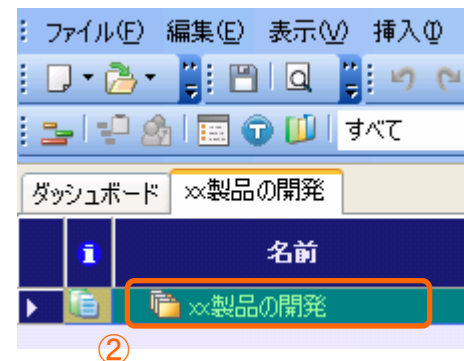 ファイル(F) 編集(E) 表示(V) 挿入(I)
すべて
ダッシュボード xx製品の開発
名前
xx製品の開発
②